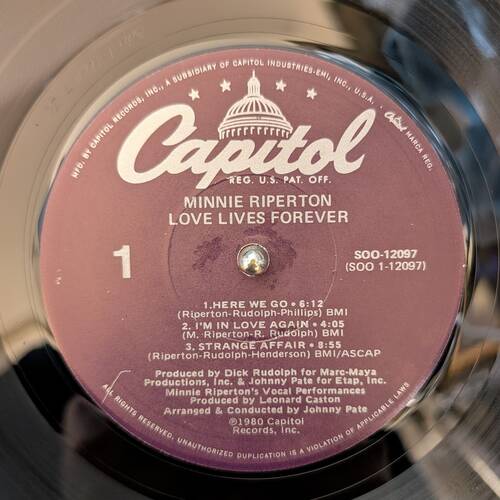 MFD. BY CAPITOL RECORDS, INC., A SUBSIDIARY OF CAPITOL INDUSTRIES-EMI, INC., U.S.A.
Capitol MARCA REG.
Capitol
REG. U.S. PAT. OFF.
MINNIE RIPERTON
LOVE LIVES FOREVER
1
SOO-12097
(SOO 1-12097)
1.HERE WE GO • 6:12
(Riperton-Rudolph-Phillips) BMI
2. I'M IN LOVE AGAIN • 4:05
(M. Riperton-R. Rudolph) BMI
3. STRANGE AFFAIR • 8:55
(Riperton-Rudolph-Henderson) BMI/ASCAP
Produced by Dick Rudolph for Marc-Maya
Productions, Inc. & Johnny Pate for Etap, Inc.
Minnie Riperton's Vocal Performances
Produced by Leonard Caston
Arranged & Conducted by Johnny Pate
℗1980 Capitol
Records, Inc.
ALL RIGHTS RESERVED. UNAUTHORIZED DUPLICATION IS A VIOLATION OF APPLICABLE LAWS